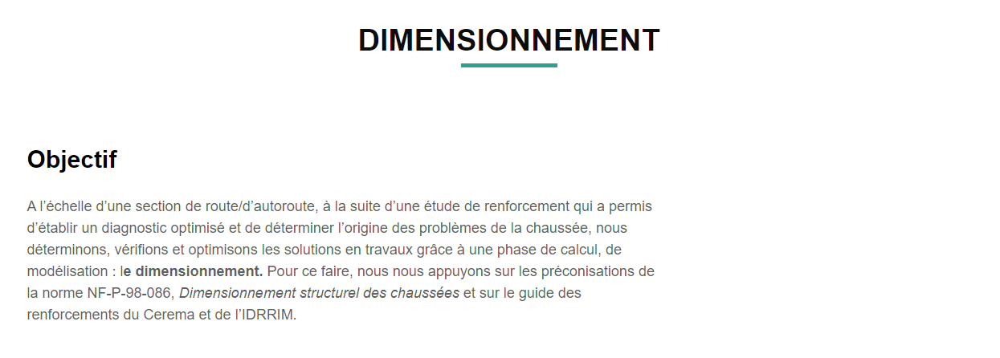 DIMENSIONNEMENT
Objectif
A l’échelle d’une section de route/d’autoroute, à la suite d’une étude de renforcement qui a permis
d’établir un diagnostic optimisé et de déterminer l’origine des problèmes de la chaussée, nous
déterminons, vérifions et optimisons les solutions en travaux grâce à une phase de calcul, de
modélisation : le dimensionnement. Pour ce faire, nous nous appuyons sur les préconisations de
la norme NF-P-98-086, Dimensionnement structurel des chaussées et sur le guide des
renforcements du Cerema et de l’IDRRIM.